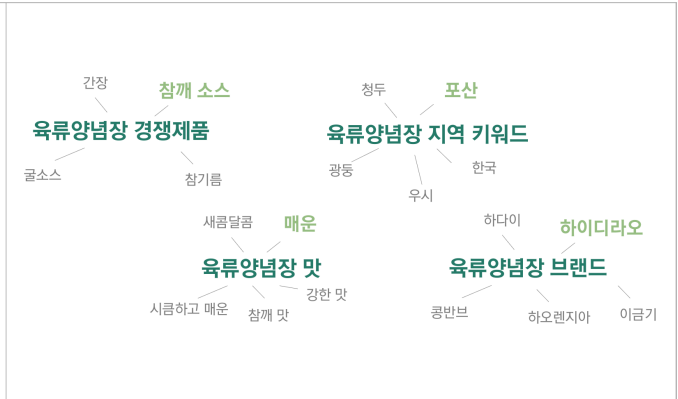 간장
참깨 소스
육류양념장 경쟁제품
굴소스
참기름
청두
포산
육류양념장 지역 키워드
광둥
우시
한국
새콤달콤
매운
육류양념장 맛
시큼하고 매운
참깨 맛
강한 맛
하다이
하이디라오
육류양념장 브랜드
콩반브
하오렌지아
이금기